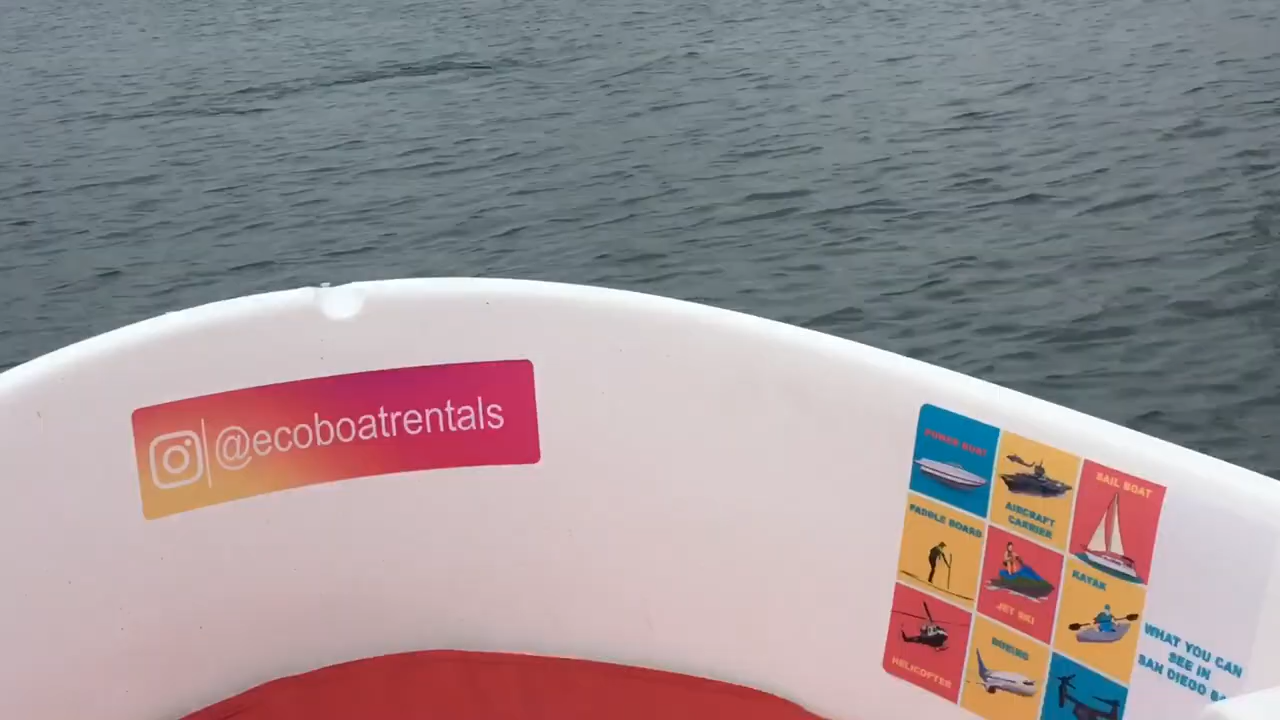 @ecoboatrentals
POWER BOAT
AIRCRAFT
CARRIER
SAIL BOAT
PADDLE BOARD
JET SKI
KAYAK
HELICOPTER
BOEING
WHAT YOU CAN
SEE IN
SAN DIEGO